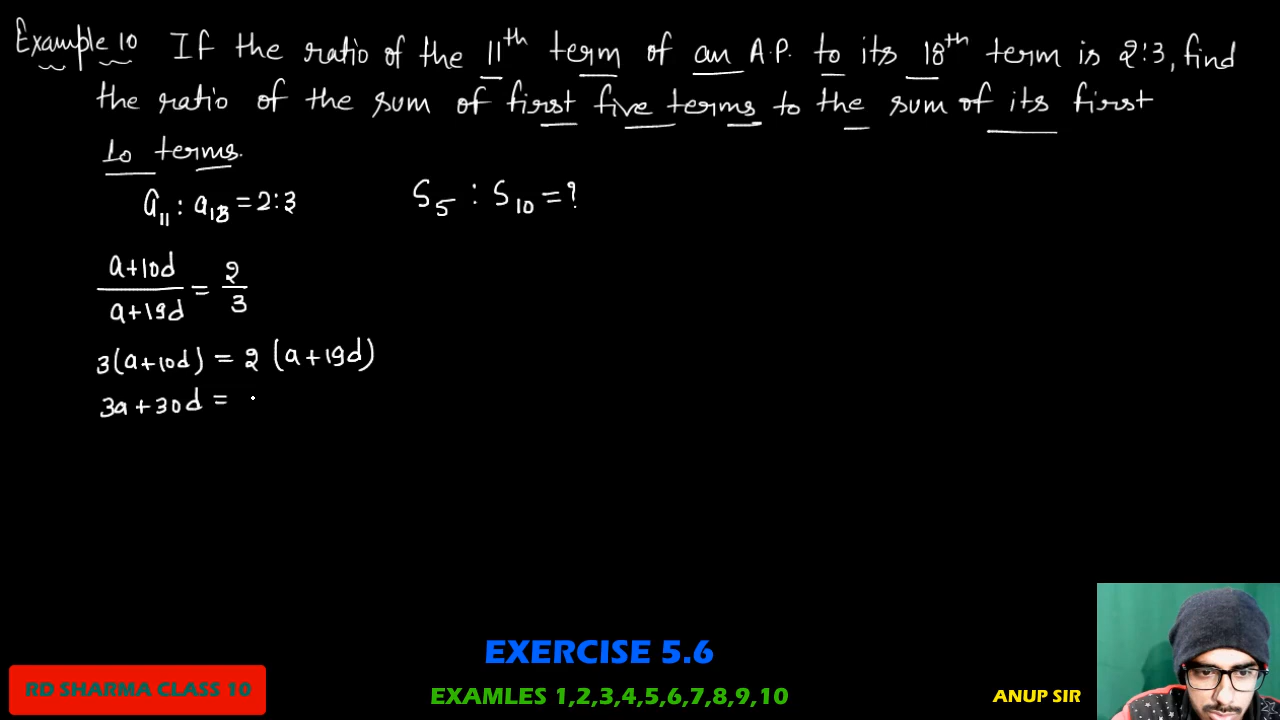 Example 10 If the ratio of the 11th term of an A.P. to its 18th term is 2:3, find
the ratio of the sum of first five terms to the sum of its first
10 terms.
a11 : a18 = 2:3 S5 : S10 = ?
a+10d / a+19d = 2/3
3(a+10d) = 2(a+19d)
3a+30d =
EXERCISE 5.6
RD SHARMA CLASS 10
EXAMLES 1,2,3,4,5,6,7,8,9,10
ANUP SIR